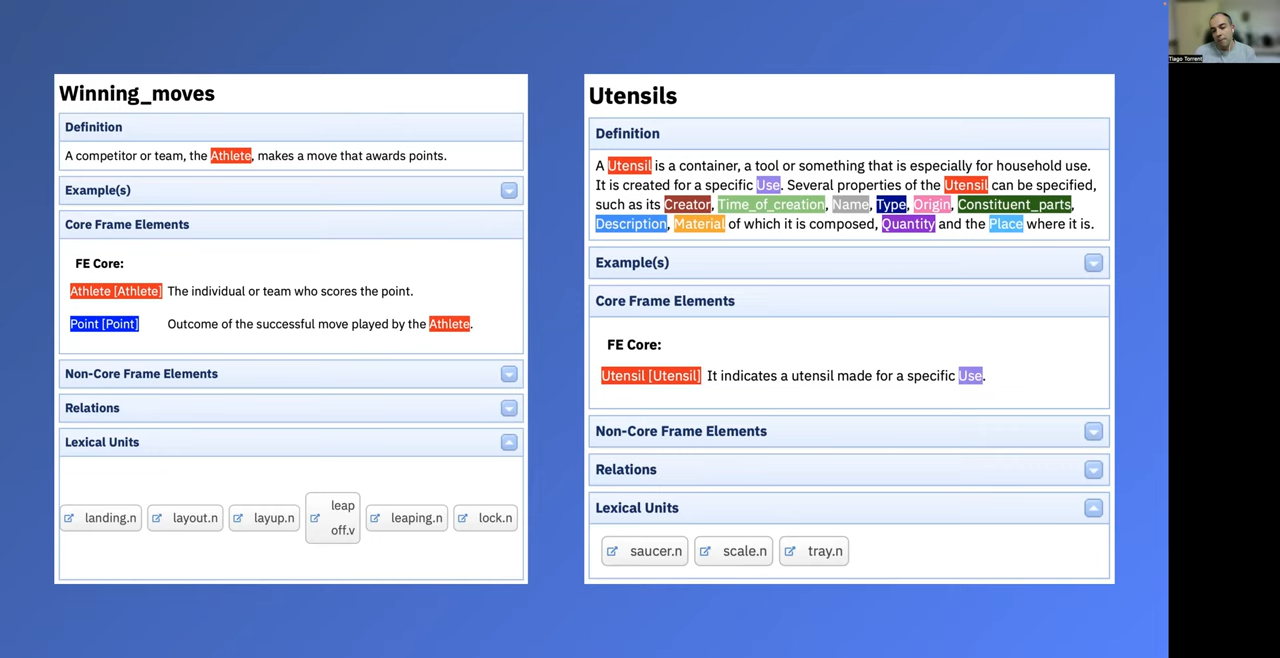 Winning_moves
Definition
A competitor or team, the Athlete, makes a move that awards points.
Example(s)
Core Frame Elements
FE Core:
Athlete [Athlete] The individual or team who scores the point.
Point [Point] Outcome of the successful move played by the Athlete.
Non-Core Frame Elements
Relations
Lexical Units
landing.n layout.n layup.n leap off.v leaping.n lock.n
Utensils
Definition
A Utensil is a container, a tool or something that is especially for household use.
It is created for a specific Use. Several properties of the Utensil can be specified,
such as its Creator, Time_of_creation, Name, Type, Origin, Constituent_parts,
Description, Material of which it is composed, Quantity and the Place where it is.
Example(s)
Core Frame Elements
FE Core:
Utensil [Utensil] It indicates a utensil made for a specific Use.
Non-Core Frame Elements
Relations
Lexical Units
saucer.n scale.n tray.n
Tiago Torrent